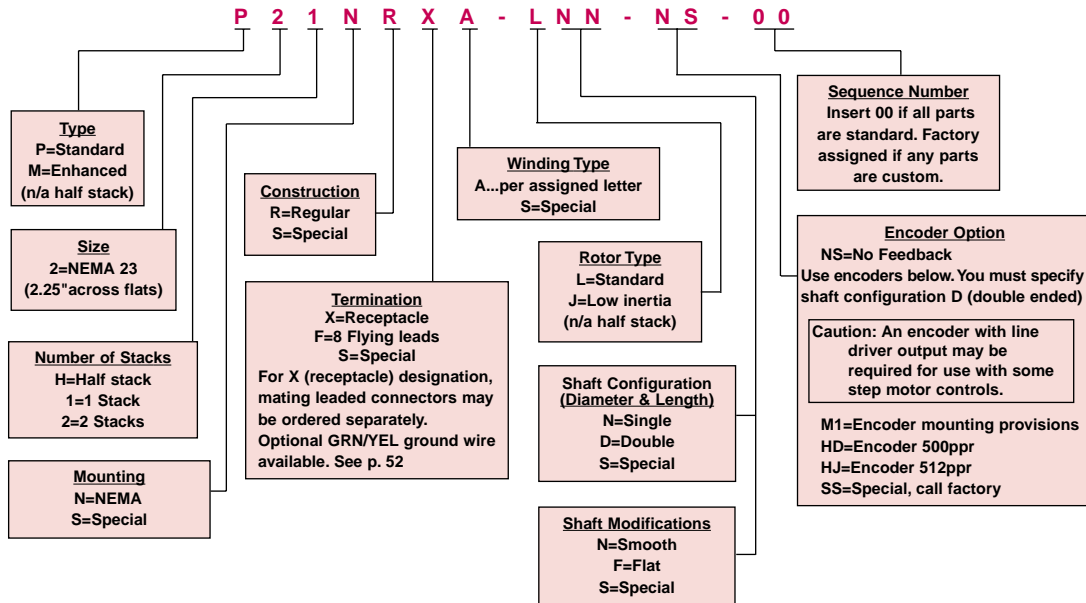 P 2 1 N R X A - L N N - N S - 0 0
Type
P=Standard
M=Enhanced
(n/a half stack)
Size
2=NEMA 23
(2.25"across flats)
Number of Stacks
H=Half stack
1=1 Stack
2=2 Stacks
Mounting
N=NEMA
S=Special
Construction
R=Regular
S=Special
Termination
X=Receptacle
F=8 Flying leads
S=Special
For X (receptacle) designation,
mating leaded connectors may
be ordered separately.
Optional GRN/YEL ground wire
available. See p. 52
Winding Type
A...per assigned letter
S=Special
Rotor Type
L=Standard
J=Low inertia
(n/a half stack)
Shaft Configuration
(Diameter & Length)
N=Single
D=Double
S=Special
Shaft Modifications
N=Smooth
F=Flat
S=Special
Sequence Number
Insert 00 if all parts
are standard. Factory
assigned if any parts
are custom.
Encoder Option
NS=No Feedback
Use encoders below. You must specify
shaft configuration D (double ended)
Caution: An encoder with line
driver output may be
required for use with some
step motor controls.
M1=Encoder mounting provisions
HD=Encoder 500ppr
HJ=Encoder 512ppr
SS=Special, call factory